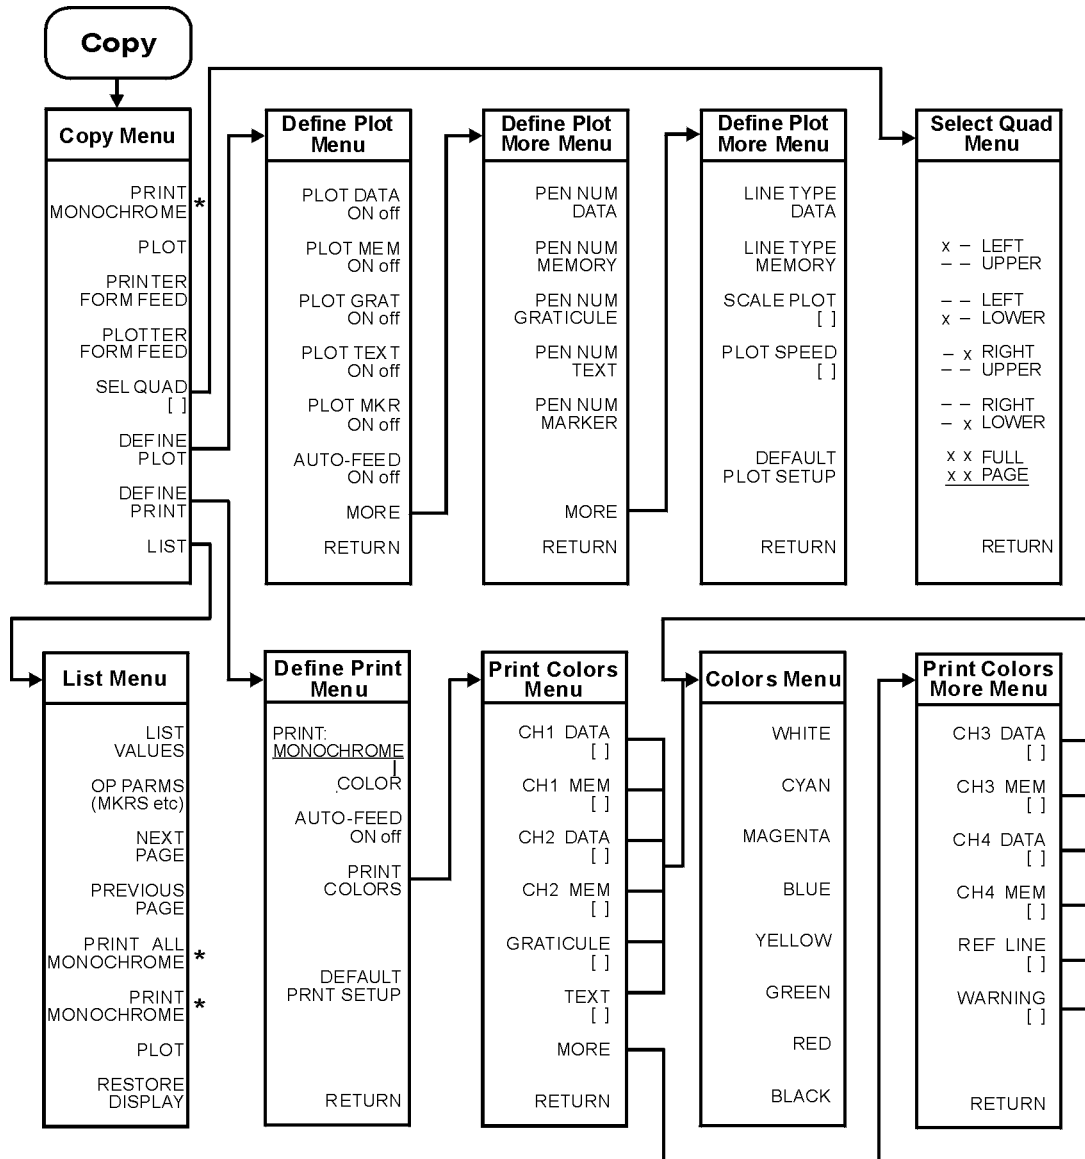 Copy
Copy Menu
PRINT
MONOCHROME *
PLOT
PRINTER
FORM FEED
PLOTTER
FORM FEED
SEL QUAD
[ ]
DEFINE
PLOT
DEFINE
PRINT
LIST
Define Plot
Menu
PLOT DATA
ON off
PLOT MEM
ON off
PLOT GRAT
ON off
PLOT TEXT
ON off
PLOT MKR
ON off
AUTO-FEED
ON off
MORE
RETURN
Define Plot
More Menu
PEN NUM
DATA
PEN NUM
MEMORY
PEN NUM
GRATICULE
PEN NUM
TEXT
PEN NUM
MARKER
MORE
RETURN
Define Plot
More Menu
LINE TYPE
DATA
LINE TYPE
MEMORY
SCALE PLOT
[ ]
PLOT SPEED
[ ]
DEFAULT
PLOT SETUP
RETURN
Select Quad
Menu
x – LEFT
– – UPPER
– – LEFT
x – LOWER
– x RIGHT
– – UPPER
– – RIGHT
– x LOWER
x x FULL
x x PAGE
RETURN
List Menu
LIST
VALUES
OP PARMS
(MKRS etc)
NEXT
PAGE
PREVIOUS
PAGE
PRINT ALL
MONOCHROME *
PRINT
MONOCHROME *
PLOT
RESTORE
DISPLAY
Define Print
Menu
PRINT:
MONOCHROME
COLOR
AUTO-FEED
ON off
PRINT
COLORS
DEFAULT
PRNT SETUP
RETURN
Print Colors
Menu
CH1 DATA
[ ]
CH1 MEM
[ ]
CH2 DATA
[ ]
CH2 MEM
[ ]
GRATICULE
[ ]
TEXT
[ ]
MORE
RETURN
Colors Menu
WHITE
CYAN
MAGENTA
BLUE
YELLOW
GREEN
RED
BLACK
Print Colors
More Menu
CH3 DATA
[ ]
CH3 MEM
[ ]
CH4 DATA
[ ]
CH4 MEM
[ ]
REF LINE
[ ]
WARNING
[ ]
RETURN